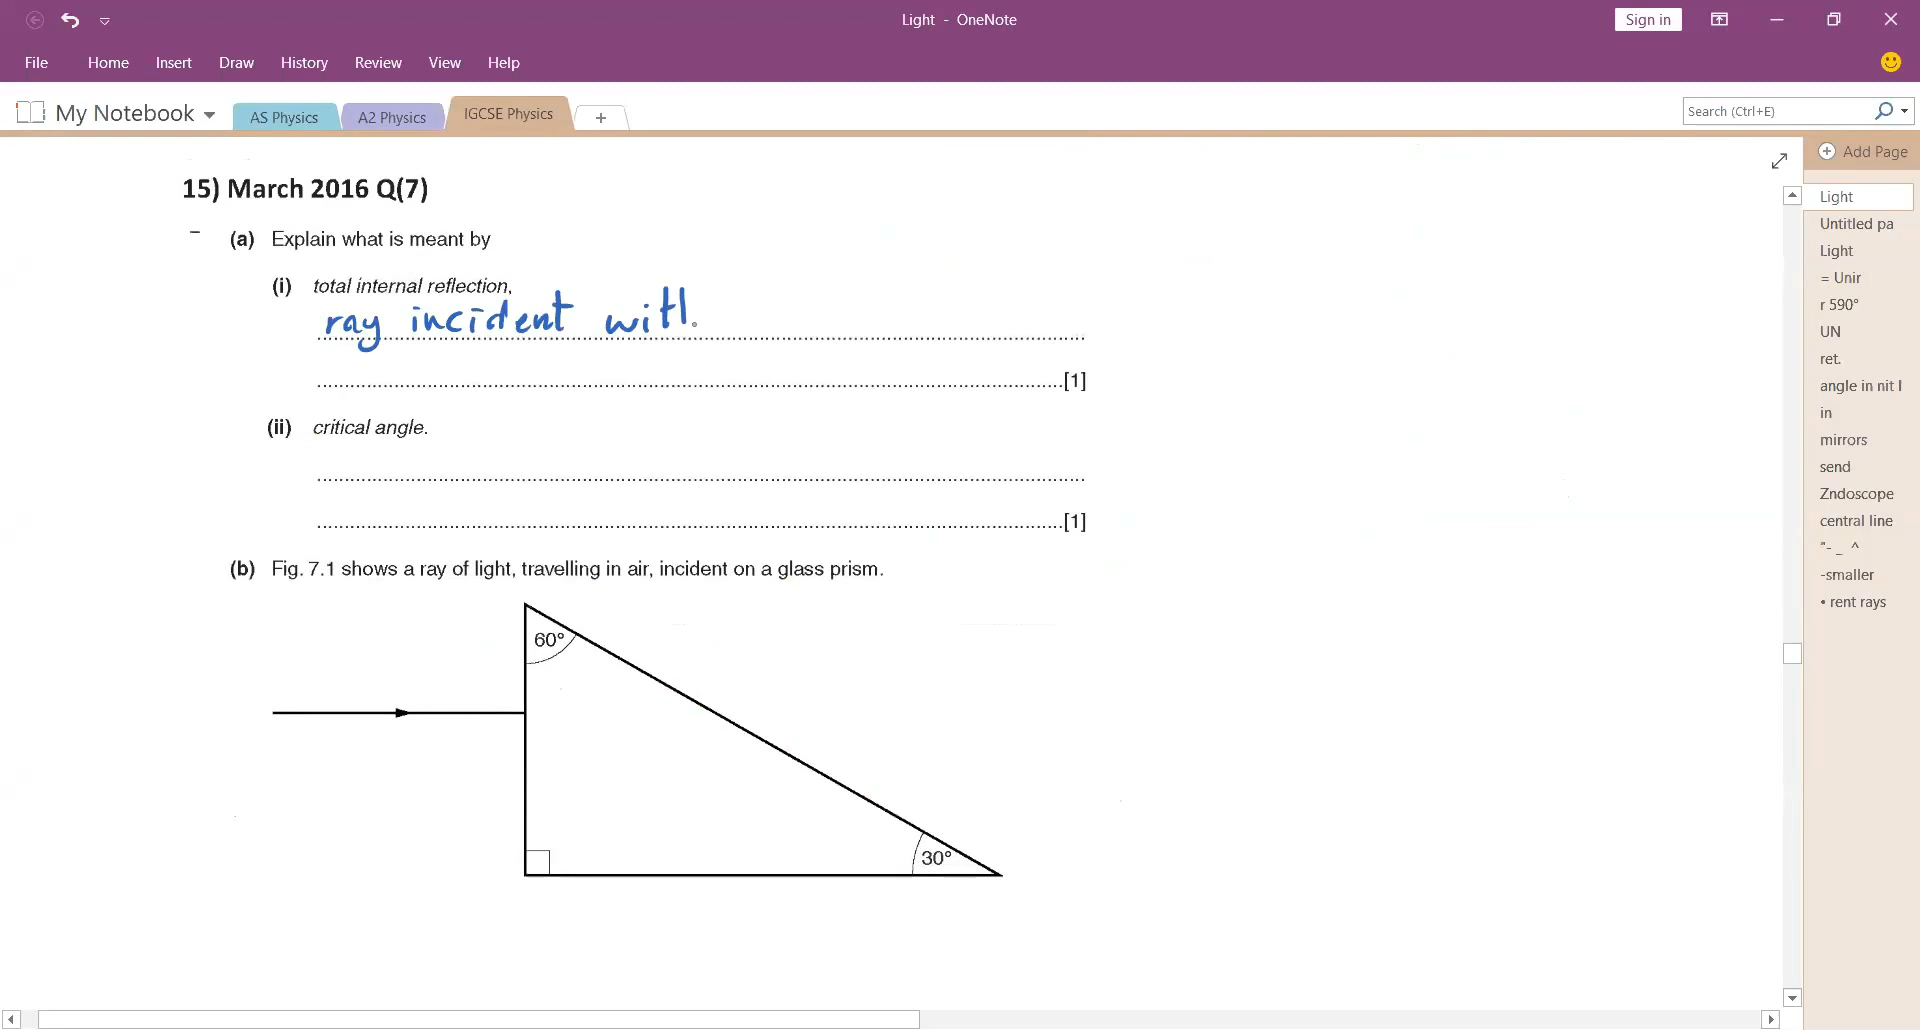 Light - OneNote
Sign in
File Home Insert Draw History Review View Help
My Notebook
AS Physics
A2 Physics
IGCSE Physics
+
Search (Ctrl+E)
Add Page
15) March 2016 Q(7)
(a) Explain what is meant by
(i) total internal reflection,
ray incident
[1]
(ii) critical angle.
[1]
(b) Fig. 7.1 shows a ray of light, travelling in air, incident on a glass prism.
60°
30°
Light
Untitled pa
Light
= Unir
r 590°
UN
ret.
angle in nit l
in
mirrors
send
Zndoscope
central line
"- _ ^
-smaller
• rent rays